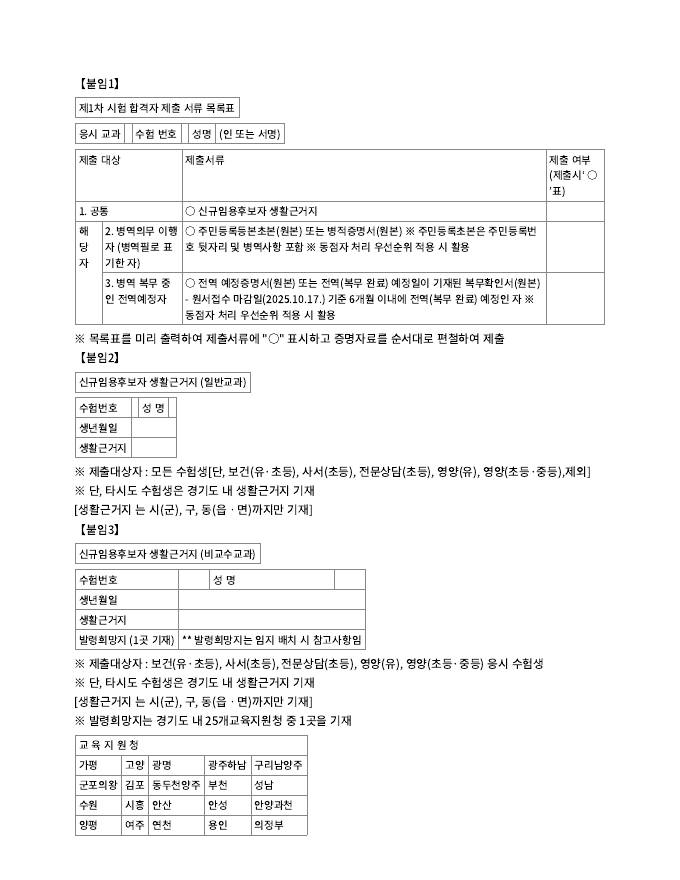 【붙임1】
제1차 시험 합격자 제출 서류 목록표
응시 교과 수험 번호 성명 (인 또는 서명)
제출 대상 제출서류 제출 여부
(제출시‘ ○
’표)
1. 공통 ○ 신규임용후보자 생활근거지
해
당
자
2. 병역의무 이행
자 (병역필로 표
기한 자)
○ 주민등록등본초본(원본) 또는 병적증명서(원본) ※ 주민등록초본은 주민등록번
호 뒷자리 및 병역사항 포함 ※ 동점자 처리 우선순위 적용 시 활용
3. 병역 복무 중
인 전역예정자
○ 전역 예정증명서(원본) 또는 전역(복무 완료) 예정일이 기재된 복무확인서(원본)
- 원서접수 마감일(2025.10.17.) 기준 6개월 이내에 전역(복무 완료) 예정인 자 ※
동점자 처리 우선순위 적용 시 활용
※ 목록표를 미리 출력하여 제출서류에 "○" 표시하고 증명자료를 순서대로 편철하여 제출
【붙임2】
신규임용후보자 생활근거지 (일반교과)
수험번호 성 명
생년월일
생활근거지
※ 제출대상자 : 모든 수험생[단, 보건(유·초등), 사서(초등), 전문상담(초등), 영양(유), 영양(초등·중등),제외]
※ 단, 타시도 수험생은 경기도 내 생활근거지 기재
[생활근거지 는 시(군), 구, 동(읍ㆍ면)까지만 기재]
【붙임3】
신규임용후보자 생활근거지 (비교수교과)
수험번호 성 명
생년월일
생활근거지
발령희망지 (1곳 기재) ** 발령희망지는 임지 배치 시 참고사항임
※ 제출대상자 : 보건(유·초등), 사서(초등), 전문상담(초등), 영양(유), 영양(초등·중등) 응시 수험생
※ 단, 타시도 수험생은 경기도 내 생활근거지 기재
[생활근거지 는 시(군), 구, 동(읍ㆍ면)까지만 기재]
※ 발령희망지는 경기도 내 25개교육지원청 중 1곳을 기재
교 육 지 원 청
가평 고양 광명 광주하남 구리남양주
군포의왕 김포 동두천양주 부천 성남
수원 시흥 안산 안성 안양과천
양평 여주 연천 용인 의정부